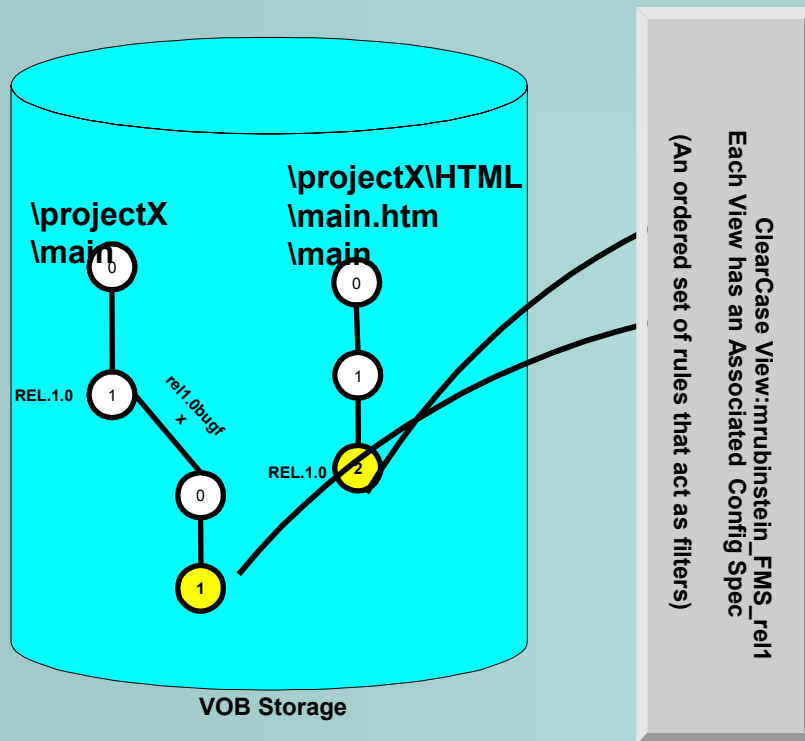 \projectX
\main
0
REL.1.0
1
rel1.0bugf
x
0
1
\projectX\HTML
\main.htm
\main
0
1
REL.1.0
2
VOB Storage
ClearCase View:mrubinstein_FMS_rel1
Each View has an Associated Config Spec
(An ordered set of rules that act as filters)